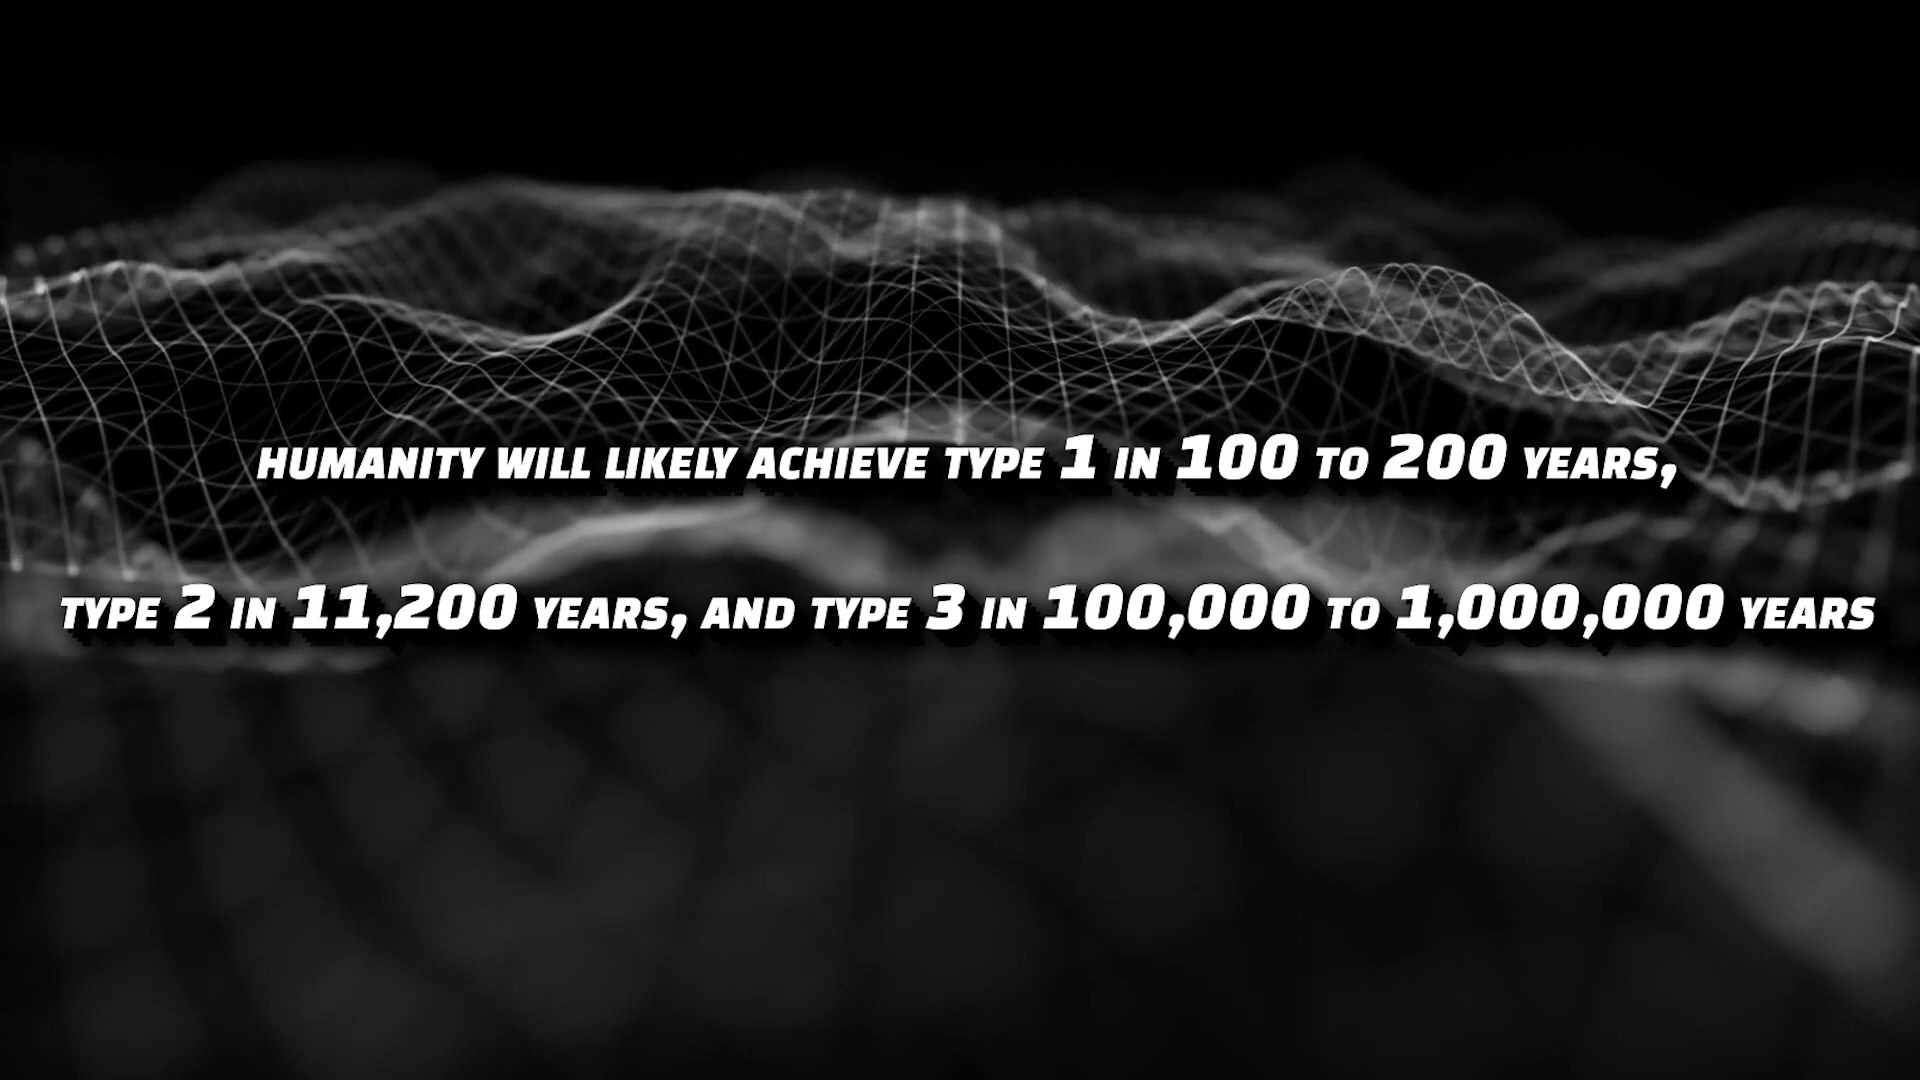 HUMANITY WILL LIKELY ACHIEVE TYPE 1 IN 100 TO 200 YEARS,
TYPE 2 IN 11,200 YEARS, AND TYPE 3 IN 100,000 TO 1,000,000 YEARS